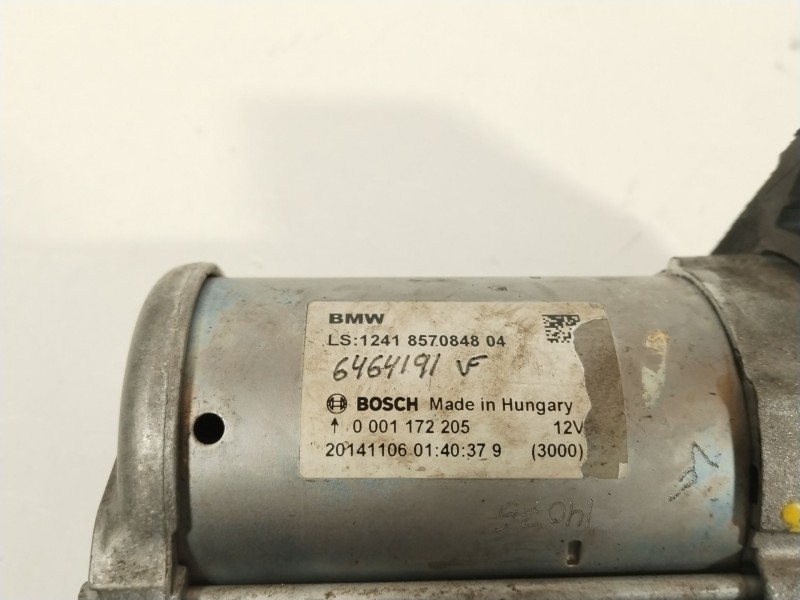 BMW
LS:1241 8570848 04
6464191 VF
BOSCH Made in Hungary
↑ 0 001 172 205 12V
20141106 01:40:37 9 (3000)